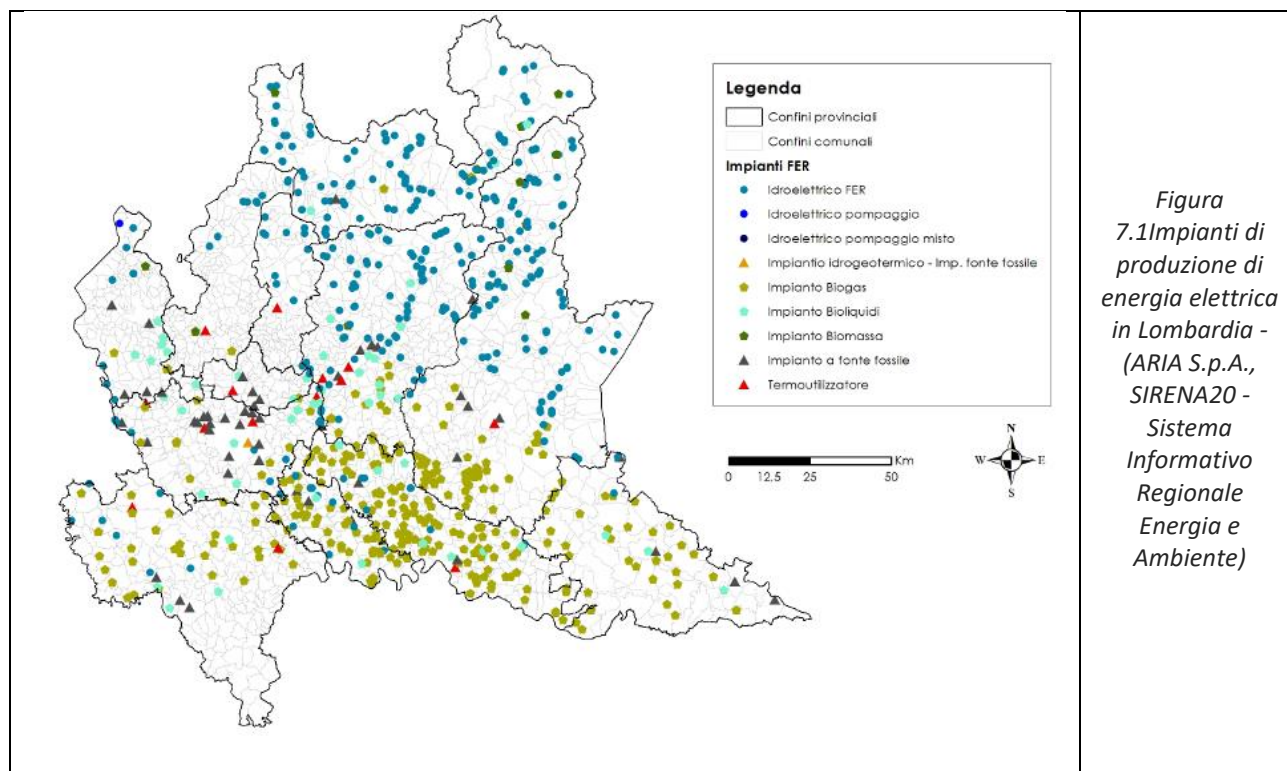 Legenda
Confini provinciali
Confini comunali
Impianti FER
Idroelettrico FER
Idroelettrico pompaggio
Idroelettrico pompaggio misto
Impiantio idrogeotermico - Imp. fonte fossile
Impianto Biogas
Impianto Bioliquidi
Impianto Biomassa
Impianto a fonte fossile
Termoutilizzatore
Km
0 12.5 25 50
N
W E
S
Figura
7.1Impianti di
produzione di
energia elettrica
in Lombardia -
(ARIA S.p.A.,
SIRENA20 -
Sistema
Informativo
Regionale
Energia e
Ambiente)